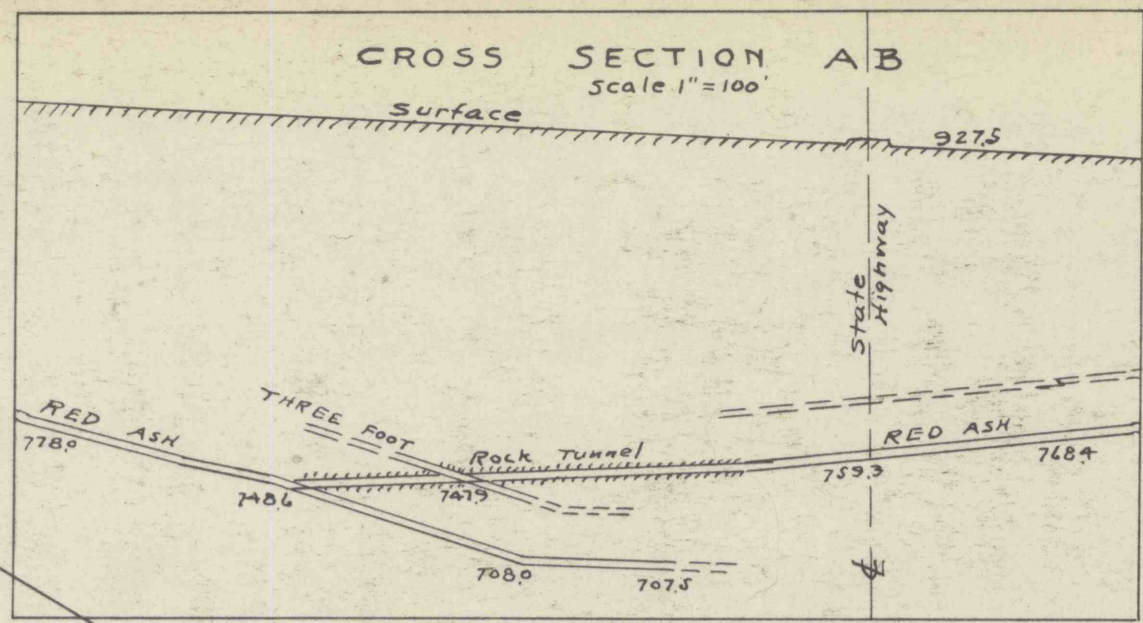 CROSS SECTION AB
Scale 1"=100'
Surface
927.5
State
Highway
THREE FOOT
RED ASH
778.0
Rock Tunnel
RED ASH
768.4
759.3
747.9
748.6
708.0
707.5
℄